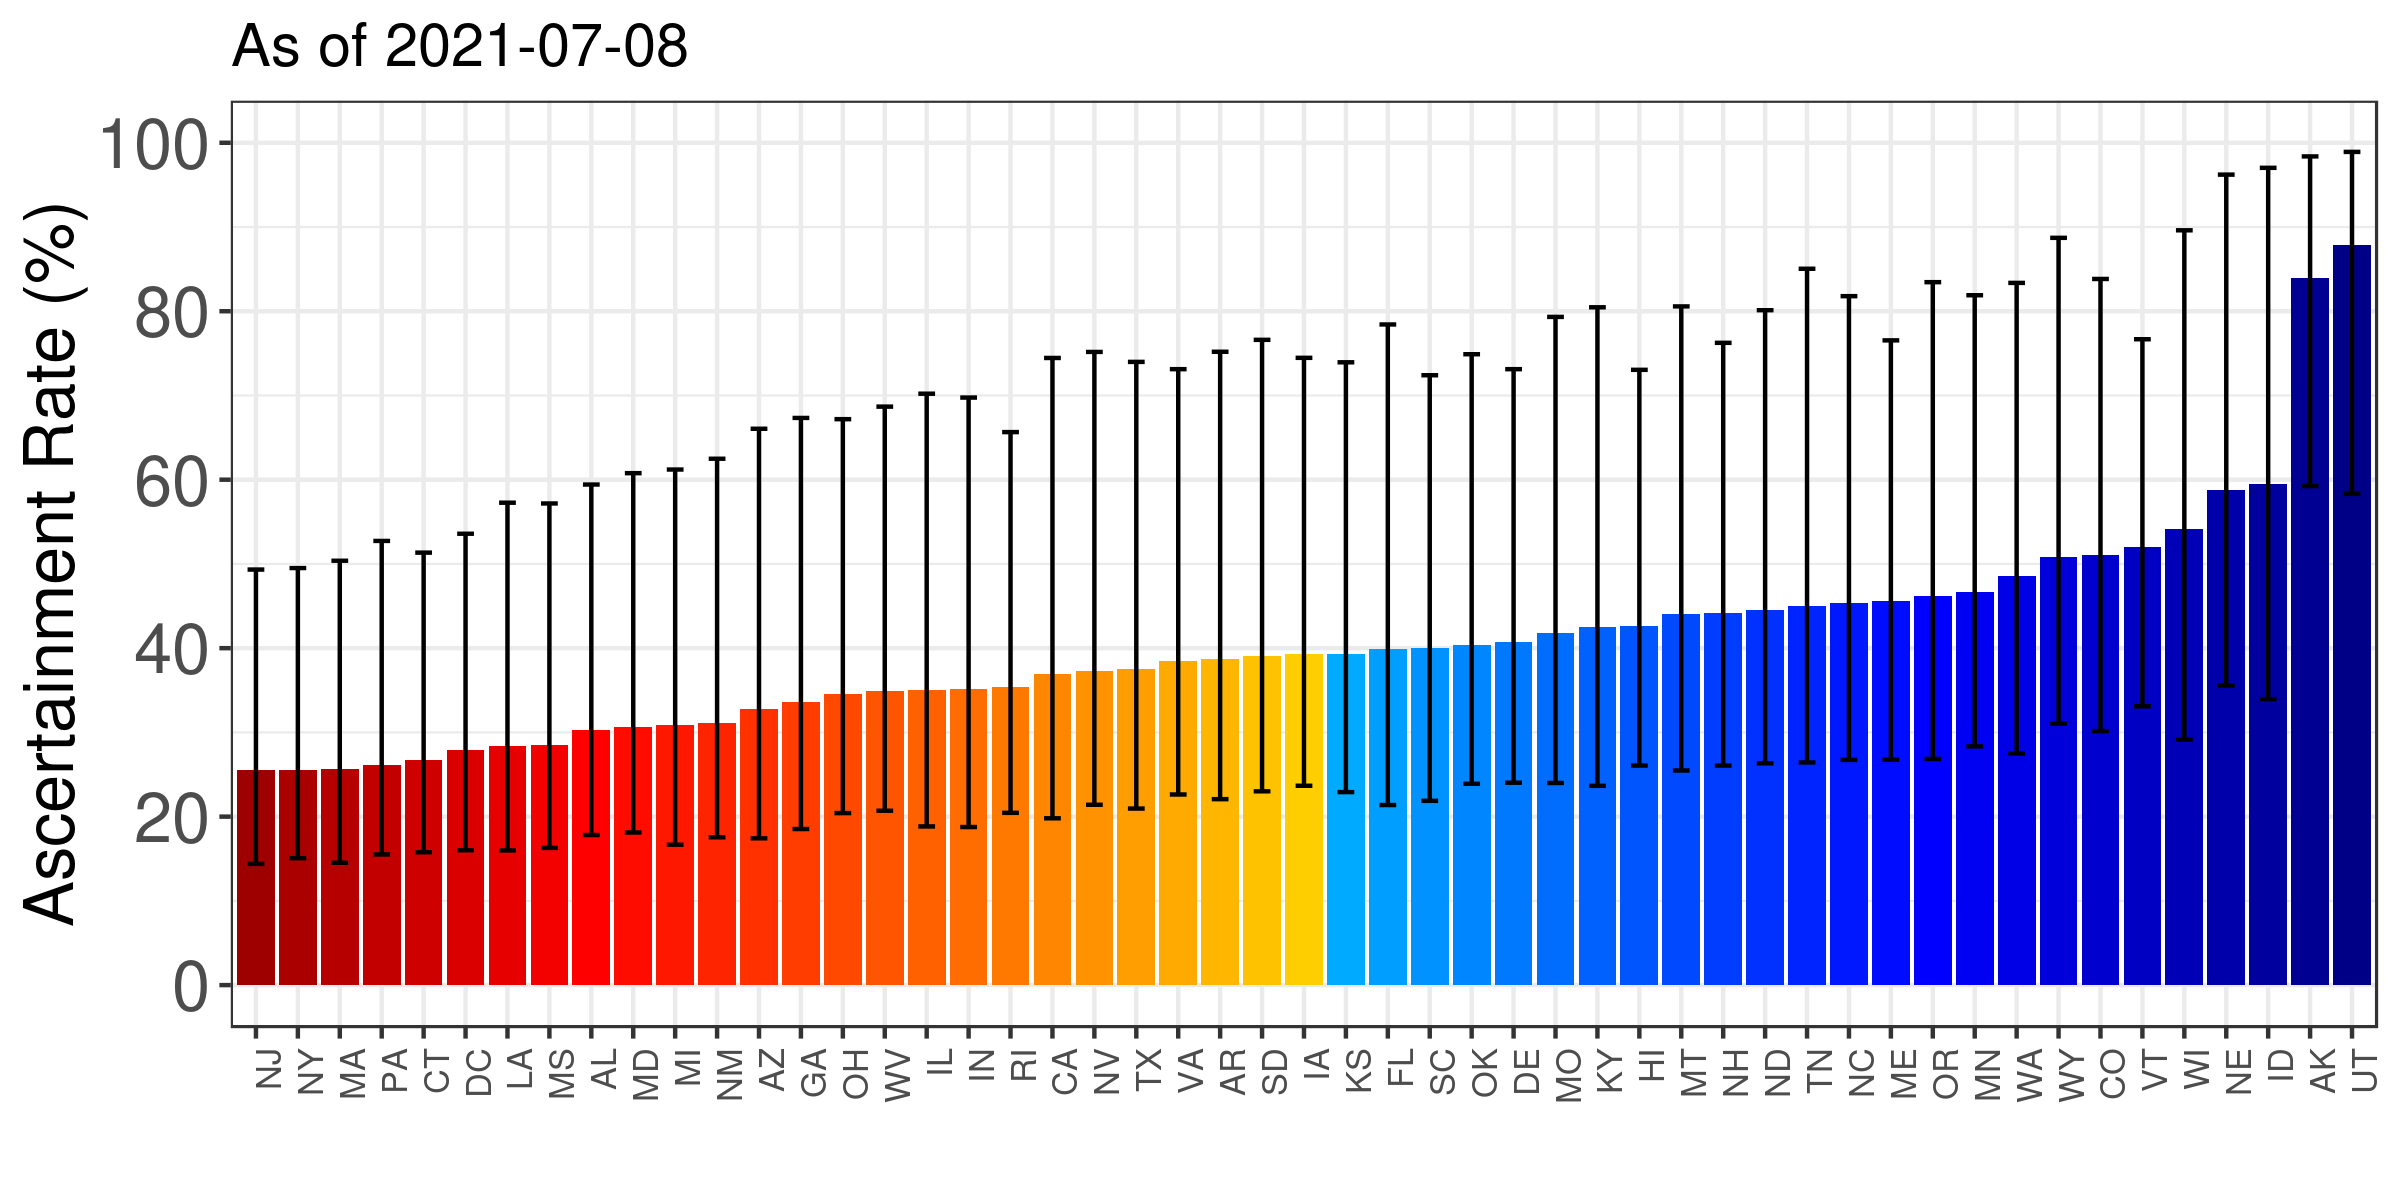 As of 2021-07-08
Ascertainment Rate (%)
100
80
60
40
20
0
NJ
NY
MA
PA
CT
DC
LA
MS
AL
MD
MI
NM
AZ
GA
OH
WV
IL
IN
RI
CA
NV
TX
VA
AR
SD
IA
KS
FL
SC
OK
DE
MO
KY
HI
MT
NH
ND
TN
NC
ME
OR
MN
WA
WY
CO
VT
WI
NE
ID
AK
UT